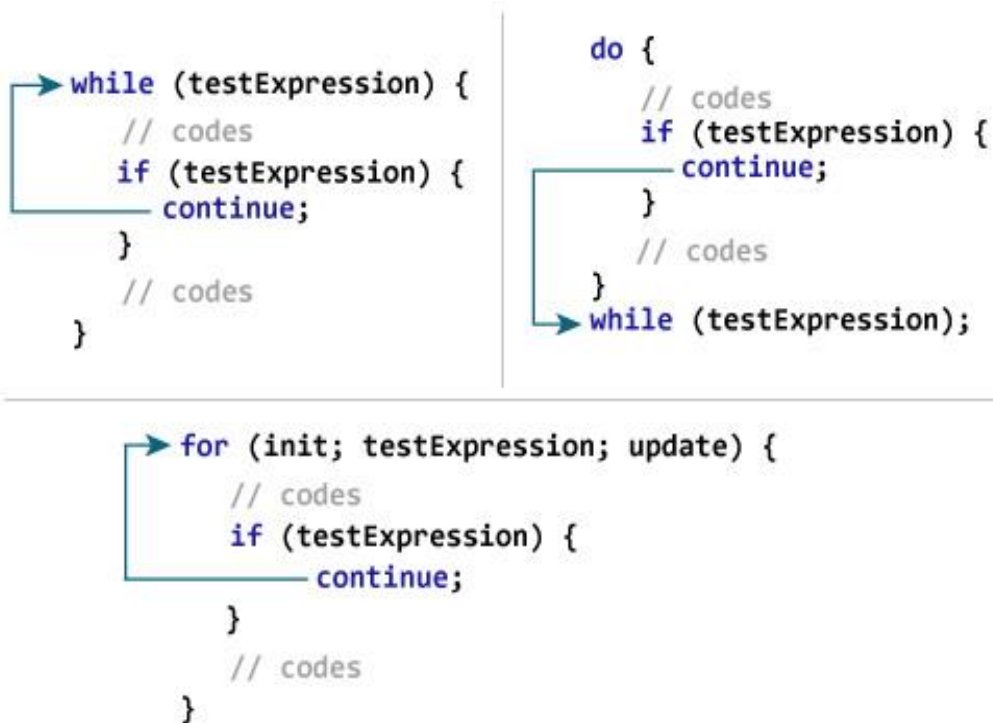 while (testExpression) {
// codes
if (testExpression) {
continue;
}
// codes
}
do {
// codes
if (testExpression) {
continue;
}
// codes
}
while (testExpression);
for (init; testExpression; update) {
// codes
if (testExpression) {
continue;
}
// codes
}